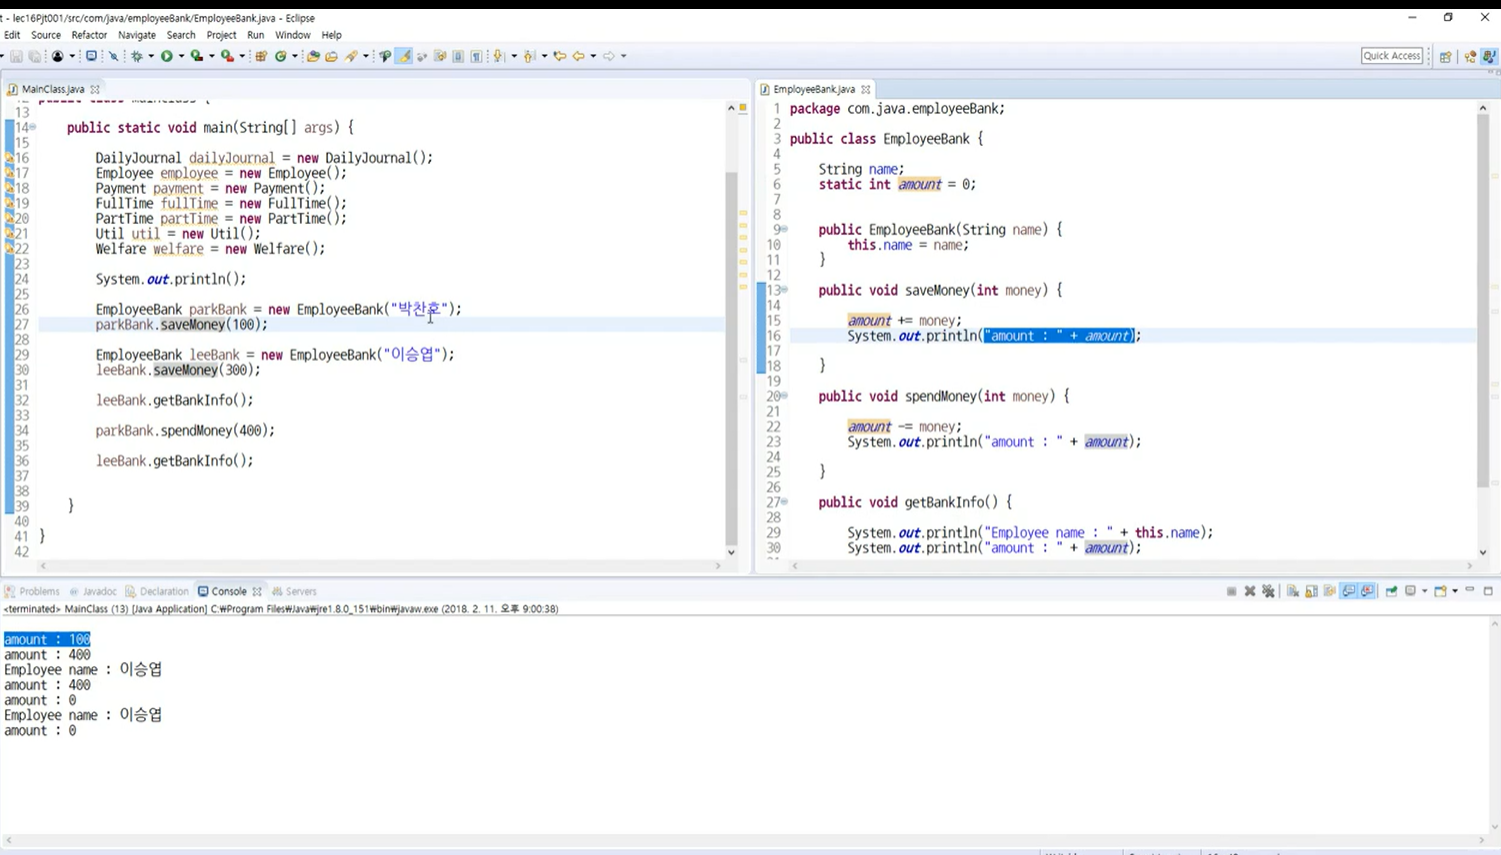 t - lec16Pjt001/src/com/java/employeeBank/EmployeeBank.java - Eclipse
Edit Source Refactor Navigate Search Project Run Window Help
Quick Access
MainClass.java
13
14 public static void main(String[] args) {
15
16 DailyJournal dailyJournal = new DailyJournal();
17 Employee employee = new Employee();
18 Payment payment = new Payment();
19 FullTime fullTime = new FullTime();
20 PartTime partTime = new PartTime();
21 Util util = new Util();
22 Welfare welfare = new Welfare();
23
24 System.out.println();
25
26 EmployeeBank parkBank = new EmployeeBank("박찬호");
27 parkBank.saveMoney(100);
28
29 EmployeeBank leeBank = new EmployeeBank("이승엽");
30 leeBank.saveMoney(300);
31
32 leeBank.getBankInfo();
33
34 parkBank.spendMoney(400);
35
36 leeBank.getBankInfo();
37
38
39 }
40
41 }
42
EmployeeBank.java
1 package com.java.employeeBank;
2
3 public class EmployeeBank {
4
5 String name;
6 static int amount = 0;
7
8
9 public EmployeeBank(String name) {
10 this.name = name;
11 }
12
13 public void saveMoney(int money) {
14
15 amount += money;
16 System.out.println("amount : " + amount);
17
18 }
19
20 public void spendMoney(int money) {
21
22 amount -= money;
23 System.out.println("amount : " + amount);
24
25 }
26
27 public void getBankInfo() {
28
29 System.out.println("Employee name : " + this.name);
30 System.out.println("amount : " + amount);
Problems Javadoc Declaration Console Servers
<terminated> MainClass (13) [Java Application] C:₩Program Files₩Java₩jre1.8.0_151₩bin₩javaw.exe (2018. 2. 11. 오후 9:00:38)
amount : 100
amount : 400
Employee name : 이승엽
amount : 400
amount : 0
Employee name : 이승엽
amount : 0